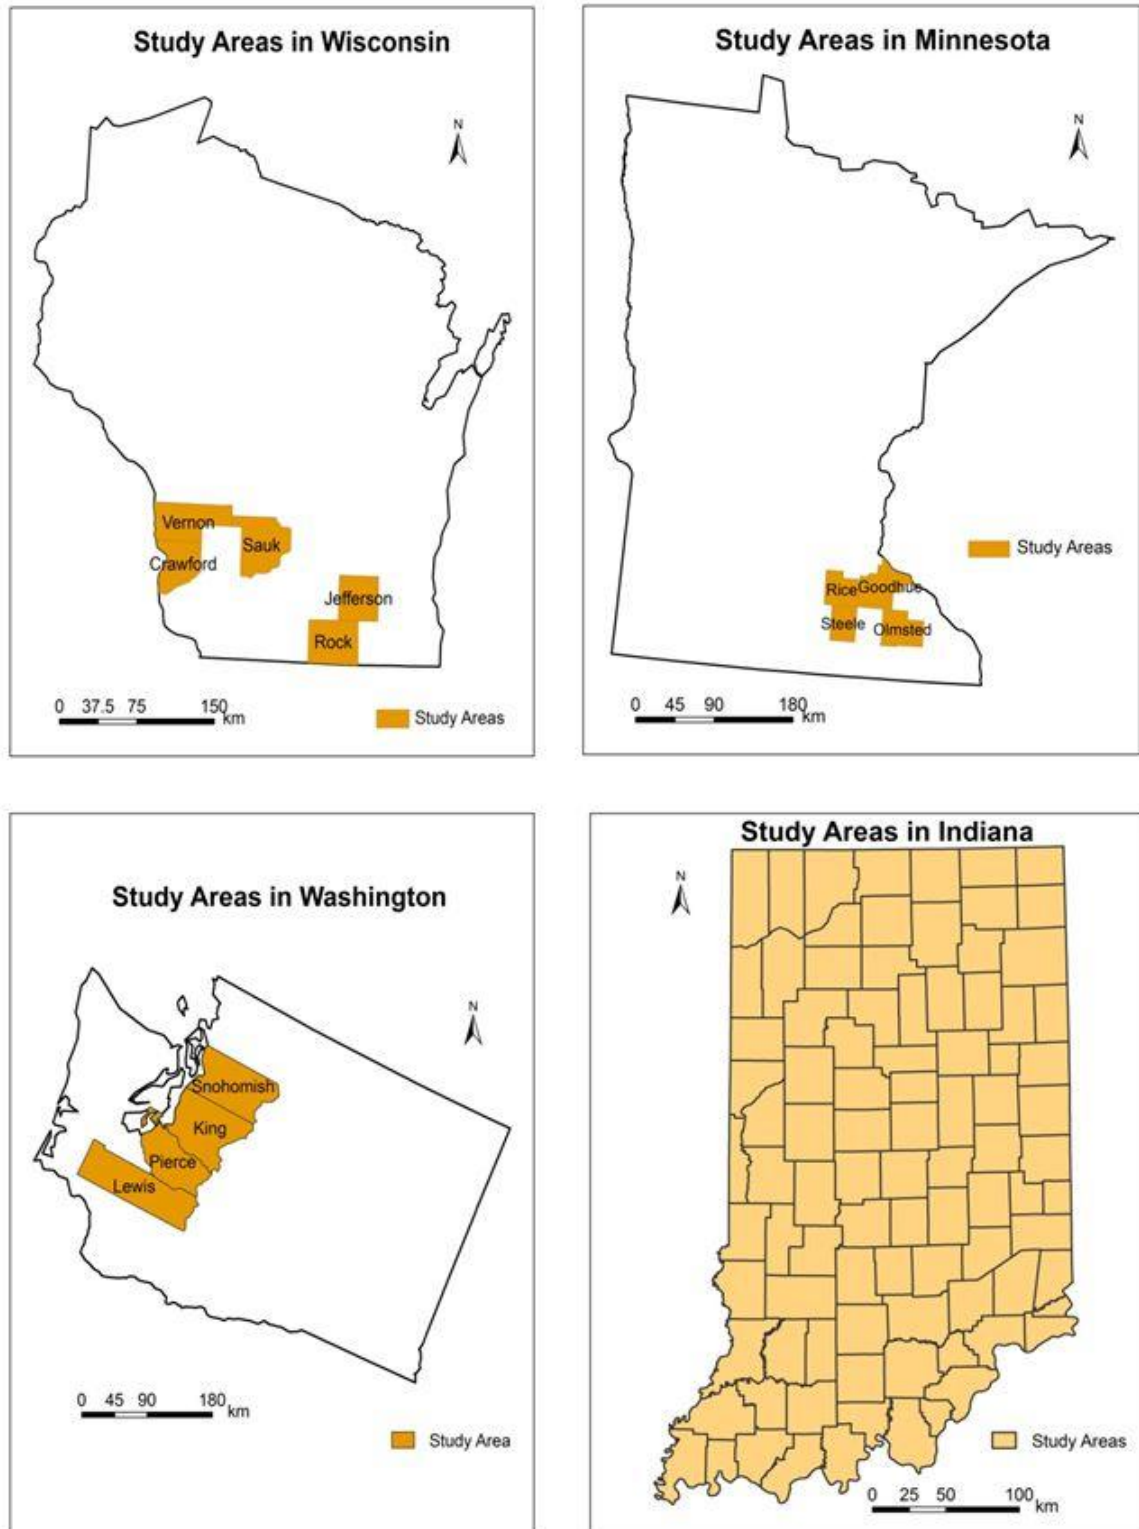 Study Areas in Wisconsin
N
Vernon
Sauk
Crawford
Jefferson
Rock
0 37.5 75 150
km
Study Areas
Study Areas in Minnesota
N
Study Areas
Rice Goodhue
Steele Olmsted
0 45 90 180
km
Study Areas in Washington
N
Snohomish
King
Pierce
Lewis
0 45 90 180
km
Study Area
Study Areas in Indiana
N
Study Areas
0 25 50 100
km